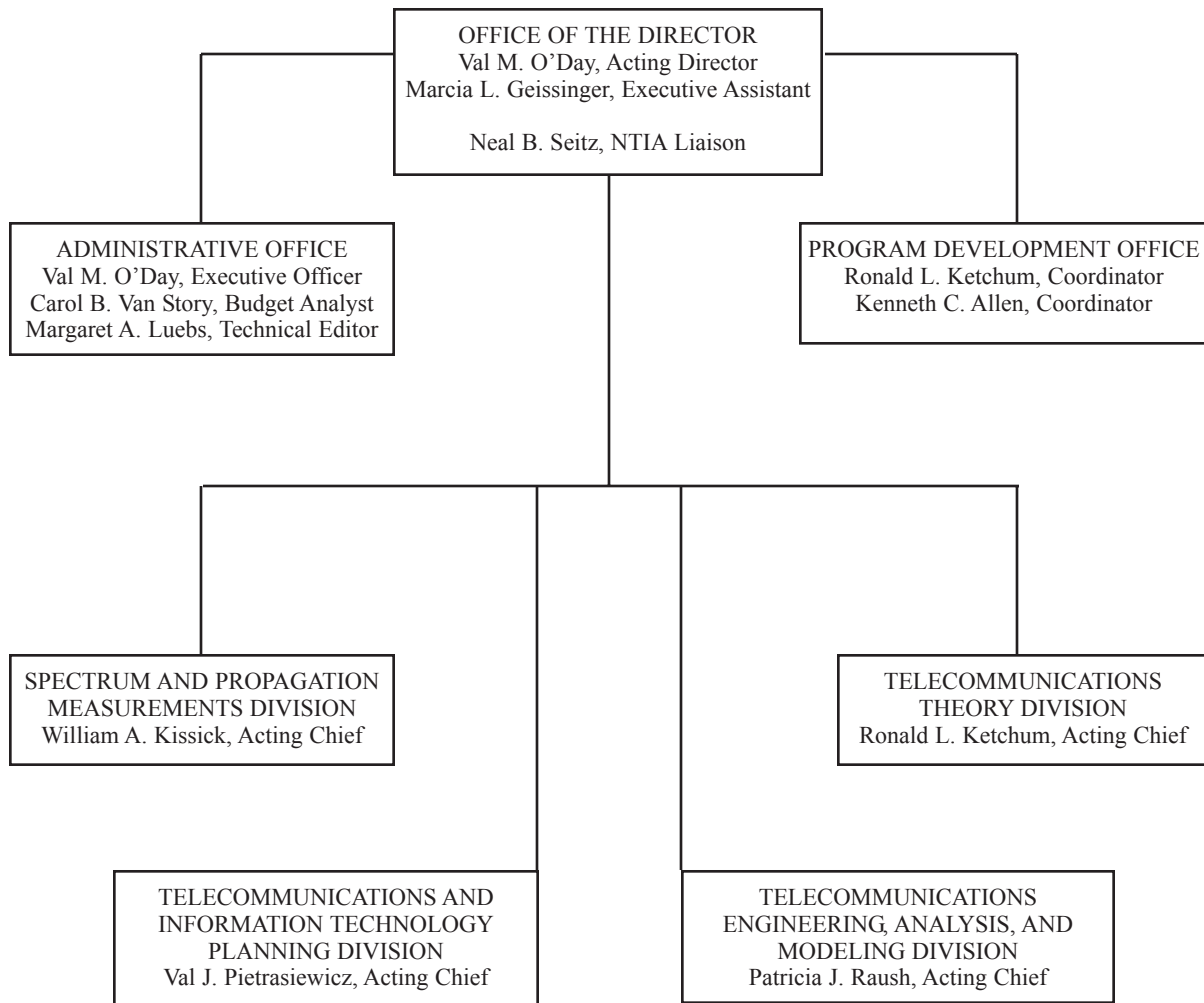 OFFICE OF THE DIRECTOR
Val M. O’Day, Acting Director
Marcia L. Geissinger, Executive Assistant
Neal B. Seitz, NTIA Liaison
ADMINISTRATIVE OFFICE
Val M. O’Day, Executive Officer
Carol B. Van Story, Budget Analyst
Margaret A. Luebs, Technical Editor
PROGRAM DEVELOPMENT OFFICE
Ronald L. Ketchum, Coordinator
Kenneth C. Allen, Coordinator
SPECTRUM AND PROPAGATION
MEASUREMENTS DIVISION
William A. Kissick, Acting Chief
TELECOMMUNICATIONS
THEORY DIVISION
Ronald L. Ketchum, Acting Chief
TELECOMMUNICATIONS AND
INFORMATION TECHNOLOGY
PLANNING DIVISION
Val J. Pietrasiewicz, Acting Chief
TELECOMMUNICATIONS
ENGINEERING, ANALYSIS, AND
MODELING DIVISION
Patricia J. Raush, Acting Chief